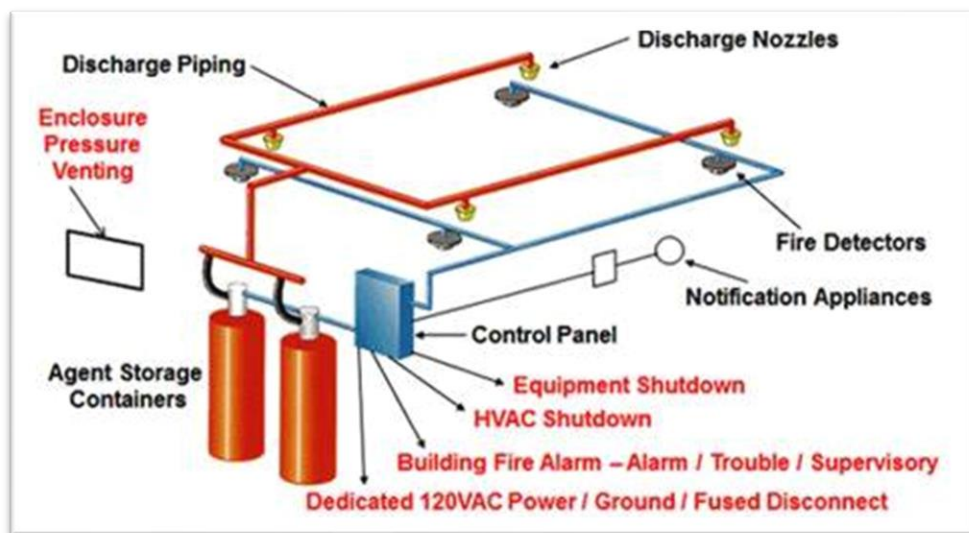 Discharge Nozzles
Discharge Piping
Enclosure
Pressure
Venting
Fire Detectors
Notification Appliances
Control Panel
Agent Storage
Containers
Equipment Shutdown
HVAC Shutdown
Building Fire Alarm – Alarm / Trouble / Supervisory
Dedicated 120VAC Power / Ground / Fused Disconnect